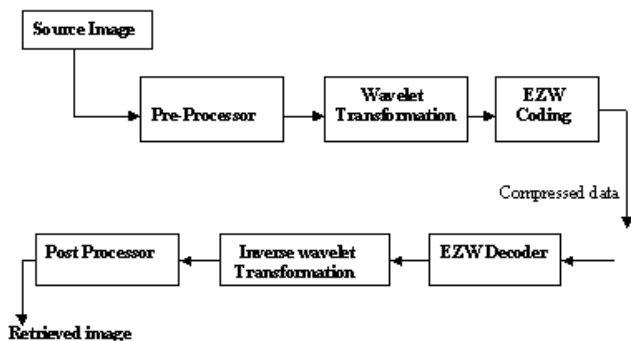 Source Image
Pre-Processor
Wavelet
Transformation
EZW
Coding
Compressed data
Post Processor
Inverse wavelet
Transformation
EZW Decoder
Retrieved image